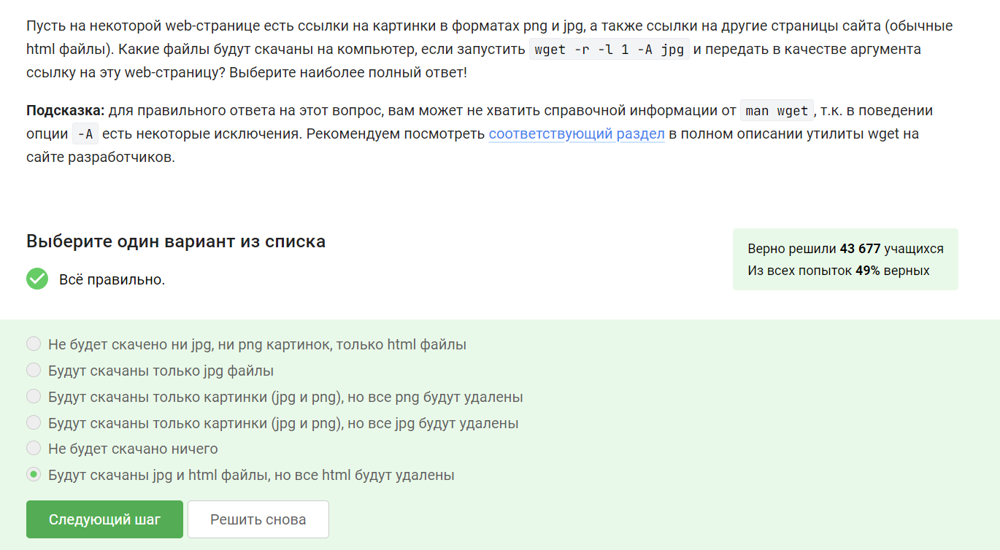 Пусть на некоторой web-странице есть ссылки на картинки в форматах png и jpg, а также ссылки на другие страницы сайта (обычные
html файлы). Какие файлы будут скачаны на компьютер, если запустить wget -r -l 1 -A jpg и передать в качестве аргумента
ссылку на эту web-страницу? Выберите наиболее полный ответ!
Подсказка: для правильного ответа на этот вопрос, вам может не хватить справочной информации от man wget, т.к. в поведении
опции -A есть некоторые исключения. Рекомендуем посмотреть соответствующий раздел в полном описании утилиты wget на
сайте разработчиков.
Выберите один вариант из списка
Всё правильно.
Верно решили 43 677 учащихся
Из всех попыток 49% верных
Не будет скачено ни jpg, ни png картинок, только html файлы
Будут скачаны только jpg файлы
Будут скачаны только картинки (jpg и png), но все png будут удалены
Будут скачаны только картинки (jpg и png), но все jpg будут удалены
Не будет скачано ничего
Будут скачаны jpg и html файлы, но все html будут удалены
Следующий шаг
Решить снова